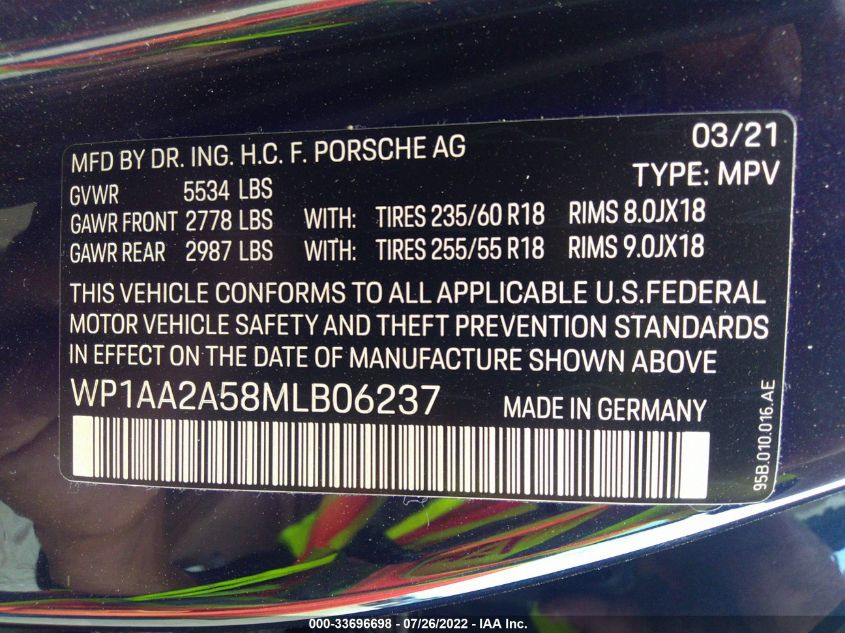 MFD BY DR. ING. H.C. F. PORSCHE AG 03/21
TYPE: MPV
GVWR 5534 LBS
GAWR FRONT 2778 LBS WITH: TIRES 235/60 R18 RIMS 8.0JX18
GAWR REAR 2987 LBS WITH: TIRES 255/55 R18 RIMS 9.0JX18
THIS VEHICLE CONFORMS TO ALL APPLICABLE U.S.FEDERAL
MOTOR VEHICLE SAFETY AND THEFT PREVENTION STANDARDS
IN EFFECT ON THE DATE OF MANUFACTURE SHOWN ABOVE
WP1AA2A58MLB06237 MADE IN GERMANY
95B.010.016.AE
000-33696698 - 07/26/2022 - IAA Inc.